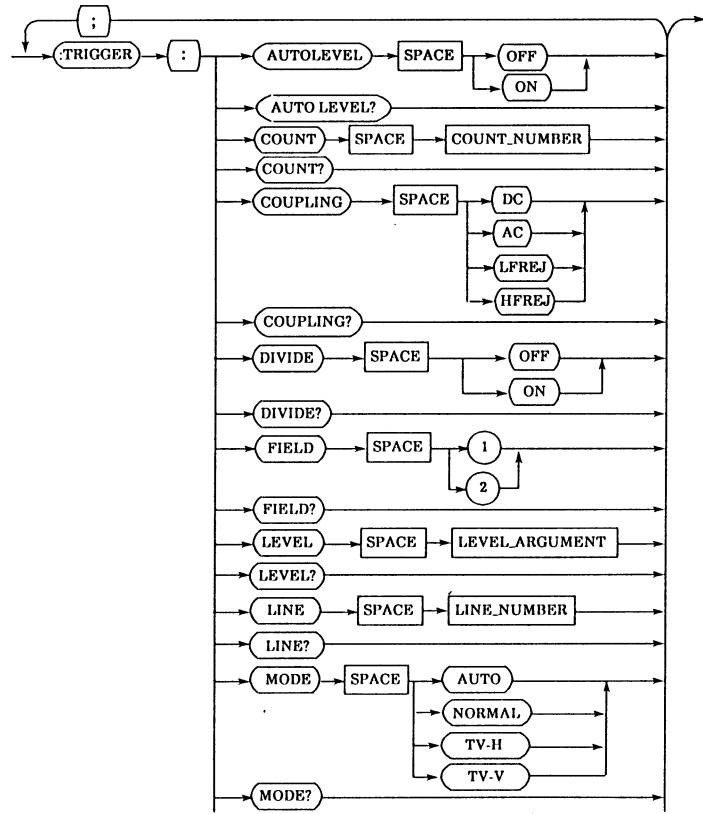 ;
:TRIGGER : AUTOLEVEL SPACE OFF
ON
AUTO LEVEL?
COUNT SPACE COUNT_NUMBER
COUNT?
COUPLING SPACE DC
AC
LFREJ
HFREJ
COUPLING?
DIVIDE SPACE OFF
ON
DIVIDE?
FIELD SPACE 1
2
FIELD?
LEVEL SPACE LEVEL_ARGUMENT
LEVEL?
LINE SPACE LINE_NUMBER
LINE?
MODE SPACE AUTO
NORMAL
TV-H
TV-V
MODE?